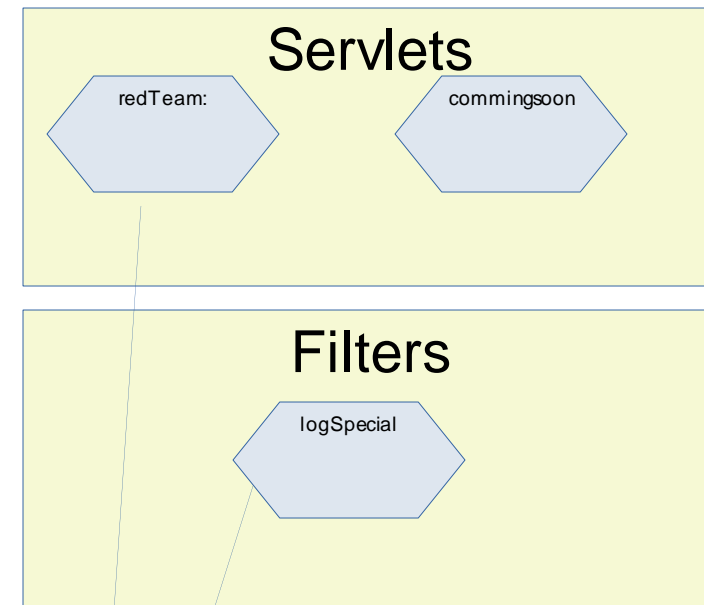 Servlets
redTeam:
commingsoon
Filters
logSpecial